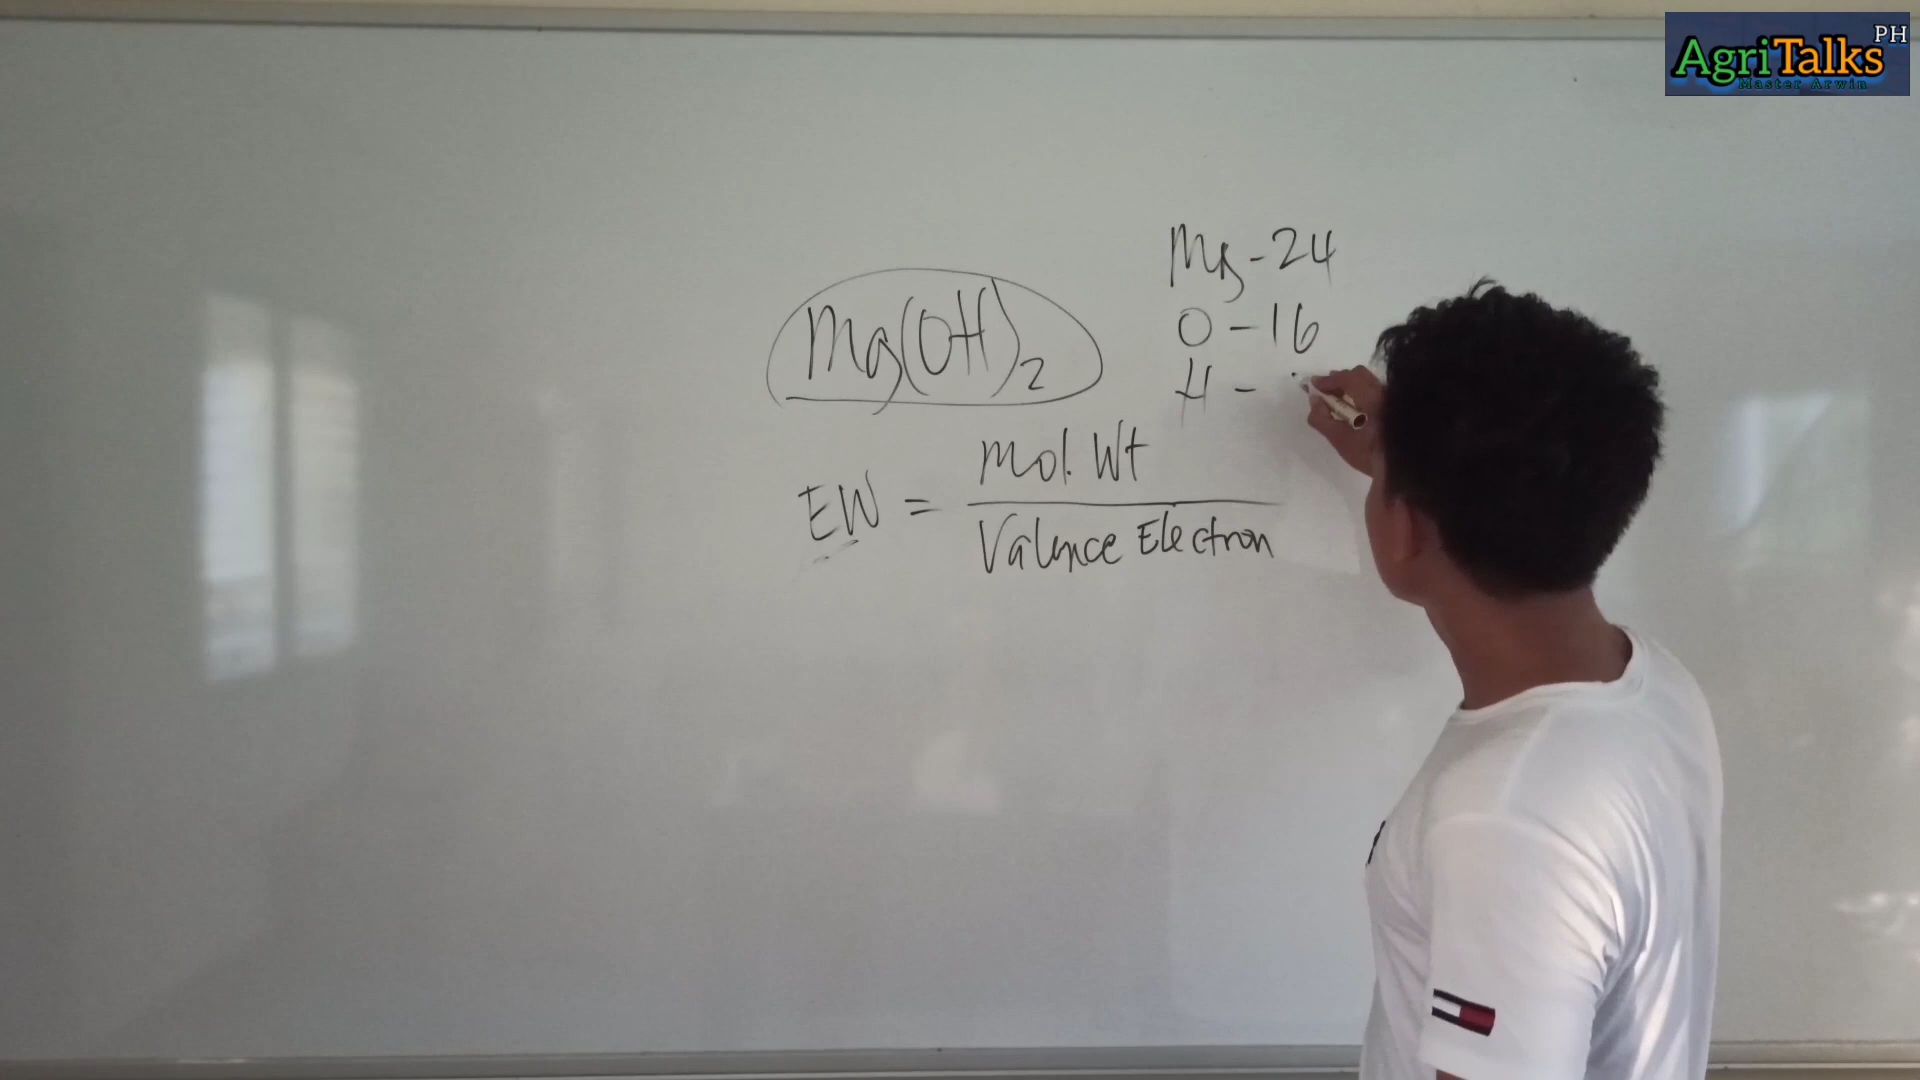 AgriTalks PH
Master Arwin
Mg(OH)2
Mg - 24
O - 16
H -
EW = Mol. Wt
Valence Electron